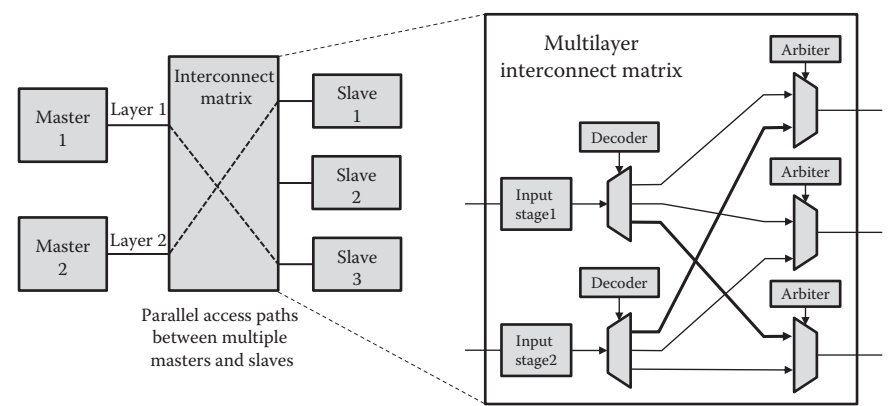 Master
1
Layer 1
Master
2
Layer 2
Interconnect
matrix
Slave
1
Slave
2
Slave
3
Parallel access paths
between multiple
masters and slaves
Multilayer
interconnect matrix
Input
stage1
Decoder
Input
stage2
Decoder
Arbiter
Arbiter
Arbiter